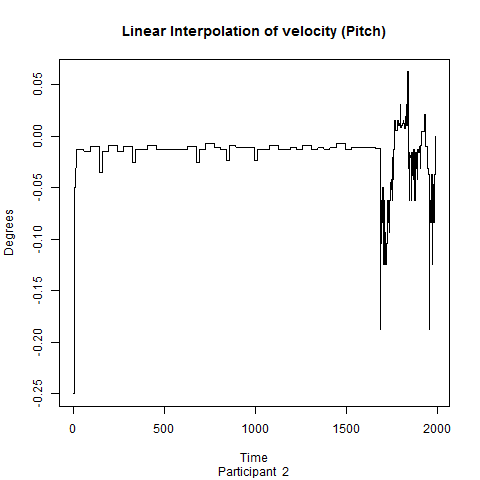 Linear Interpolation of velocity (Pitch)
0.05
0.00
-0.05
-0.10
-0.15
-0.20
-0.25
Degrees
0 500 1000 1500 2000
Time
Participant 2